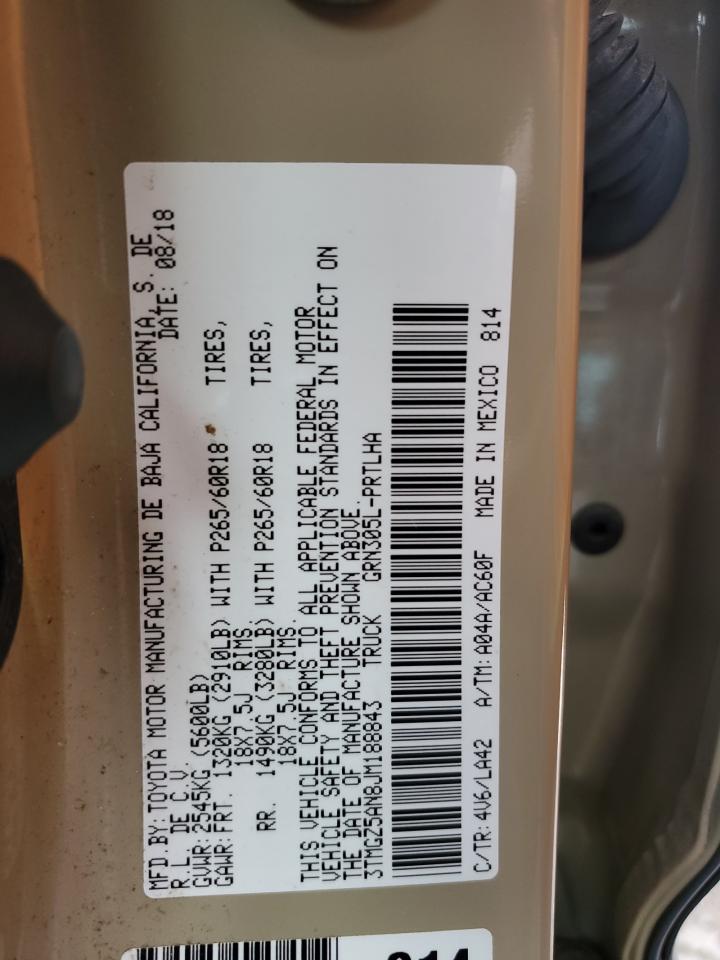 MFD.BY:TOYOTA MOTOR MANUFACTURING DE BAJA CALIFORNIA, S. DE
R.L. DE C.V. DATE: 08/18
GVWR:2545KG (5600LB)
GAWR:FRT. 1320KG (2910LB) WITH P265/60R18 TIRES,
18X7.5J RIMS.
RR. 1490KG (3280LB) WITH P265/60R18 TIRES,
18X7.5J RIMS.
THIS VEHICLE CONFORMS TO ALL APPLICABLE FEDERAL MOTOR
VEHICLE SAFETY AND THEFT PREVENTION STANDARDS IN EFFECT ON
THE DATE OF MANUFACTURE SHOWN ABOVE.
3TMGZ5AN8JM188843 TRUCK GRN305L-PRTLHA
C/TR:4V6/LA42 A/TM:A04A/AC60F MADE IN MEXICO 814